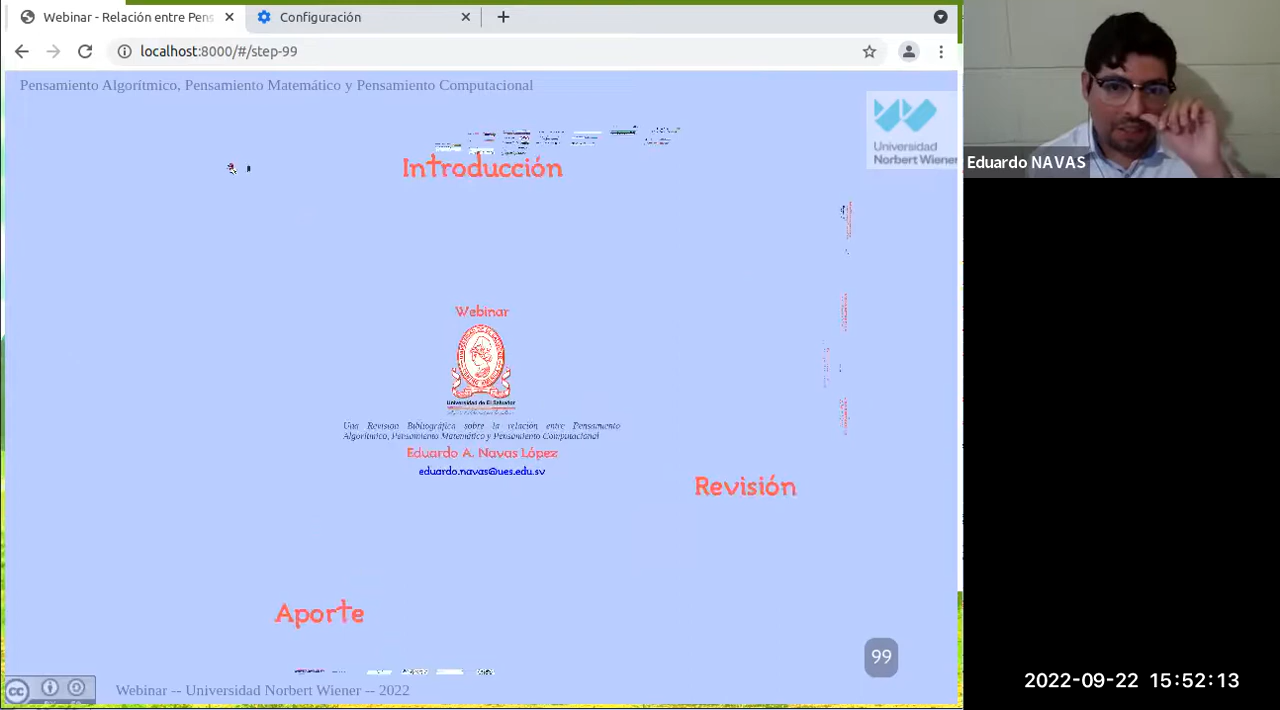 Webinar - Relación entre Pens
Configuración
localhost:8000/#/step-99
Pensamiento Algorítmico, Pensamiento Matemático y Pensamiento Computacional
Universidad
Norbert Wiener
Eduardo NAVAS
Introducción
Webinar
Universidad de El Salvador
Una Revisión Bibliográfica sobre la relación entre Pensamiento
Algorítmico, Pensamiento Matemático y Pensamiento Computacional
Eduardo A. Navas López
eduardo.navas@ues.edu.sv
Revisión
Aporte
99
2022-09-22 15:52:13
cc
Webinar -- Universidad Norbert Wiener -- 2022